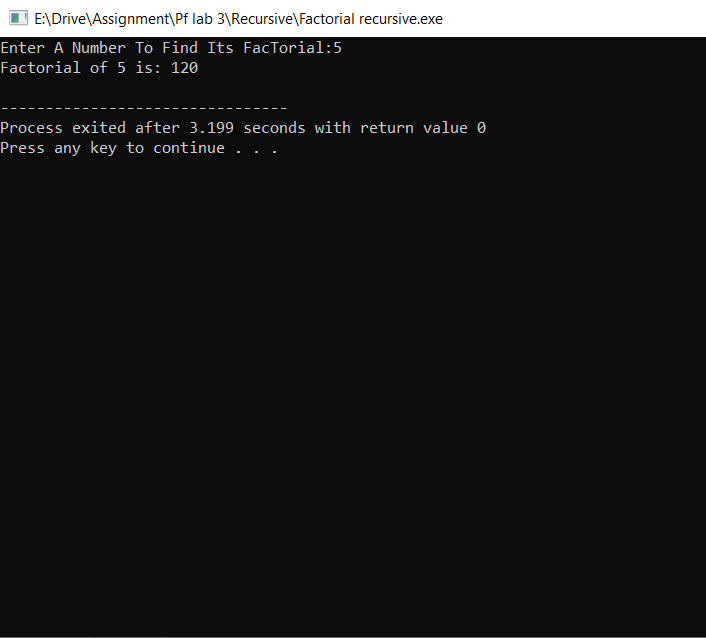 E:\Drive\Assignment\Pf lab 3\Recursive\Factorial recursive.exe
Enter A Number To Find Its FacTorial:5
Factorial of 5 is: 120
--------------------------------
Process exited after 3.199 seconds with return value 0
Press any key to continue . . .